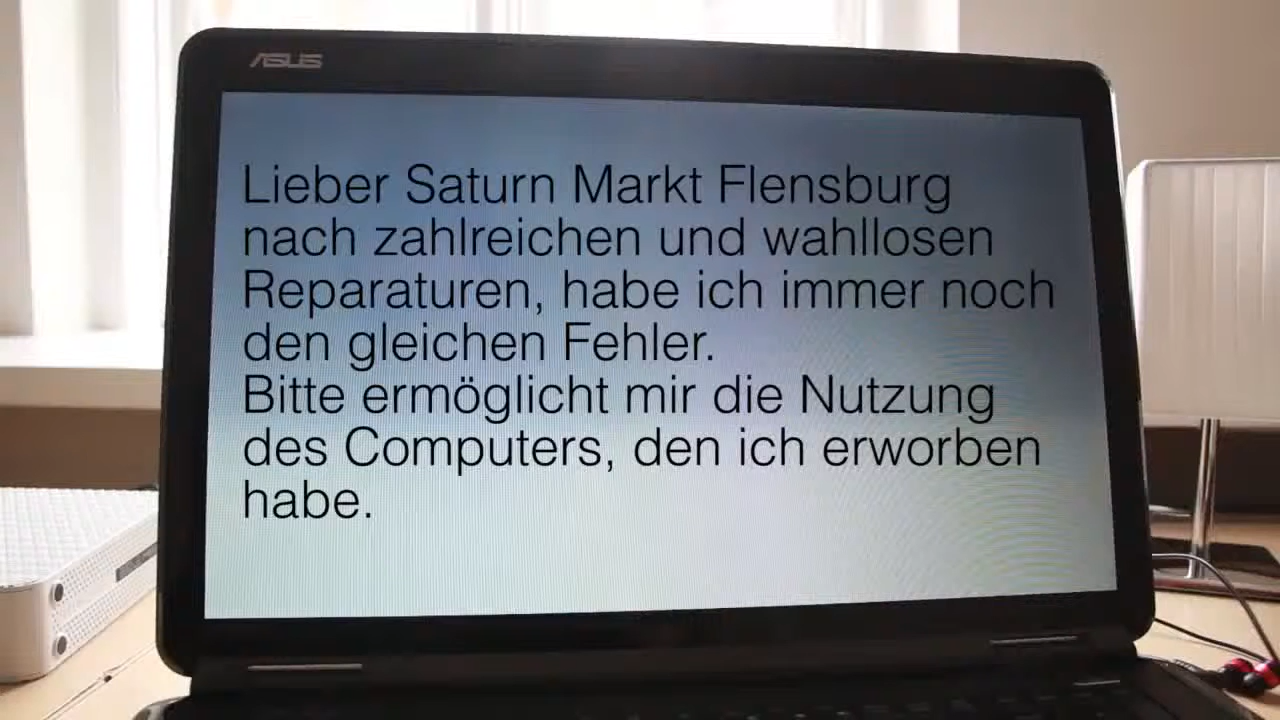 ASUS
Lieber Saturn Markt Flensburg
nach zahlreichen und wahllosen
Reparaturen, habe ich immer noch
den gleichen Fehler.
Bitte ermöglicht mir die Nutzung
des Computers, den ich erworben
habe.